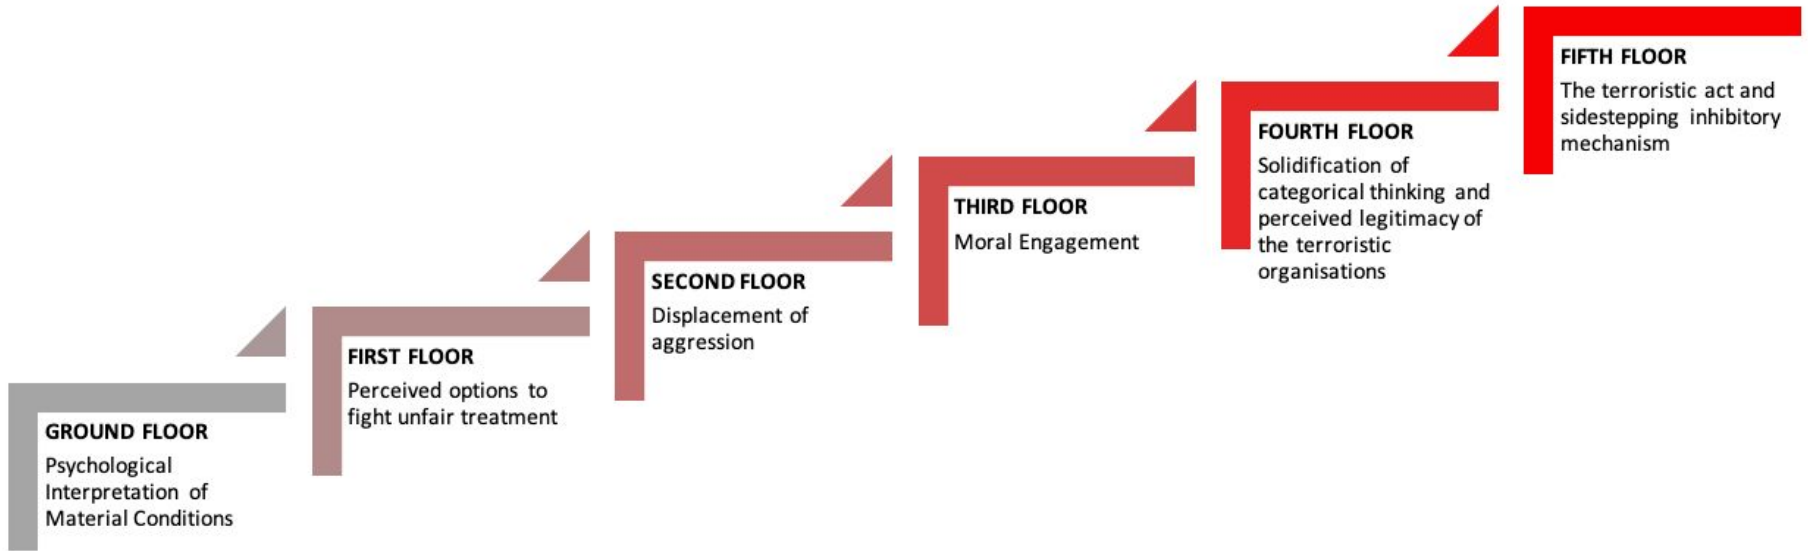 GROUND FLOOR
Psychological
Interpretation of
Material Conditions
FIRST FLOOR
Perceived options to
fight unfair treatment
SECOND FLOOR
Displacement of
aggression
THIRD FLOOR
Moral Engagement
FOURTH FLOOR
Solidification of
categorical thinking and
perceived legitimacy of
the terroristic
organisations
FIFTH FLOOR
The terroristic act and
sidestepping inhibitory
mechanism